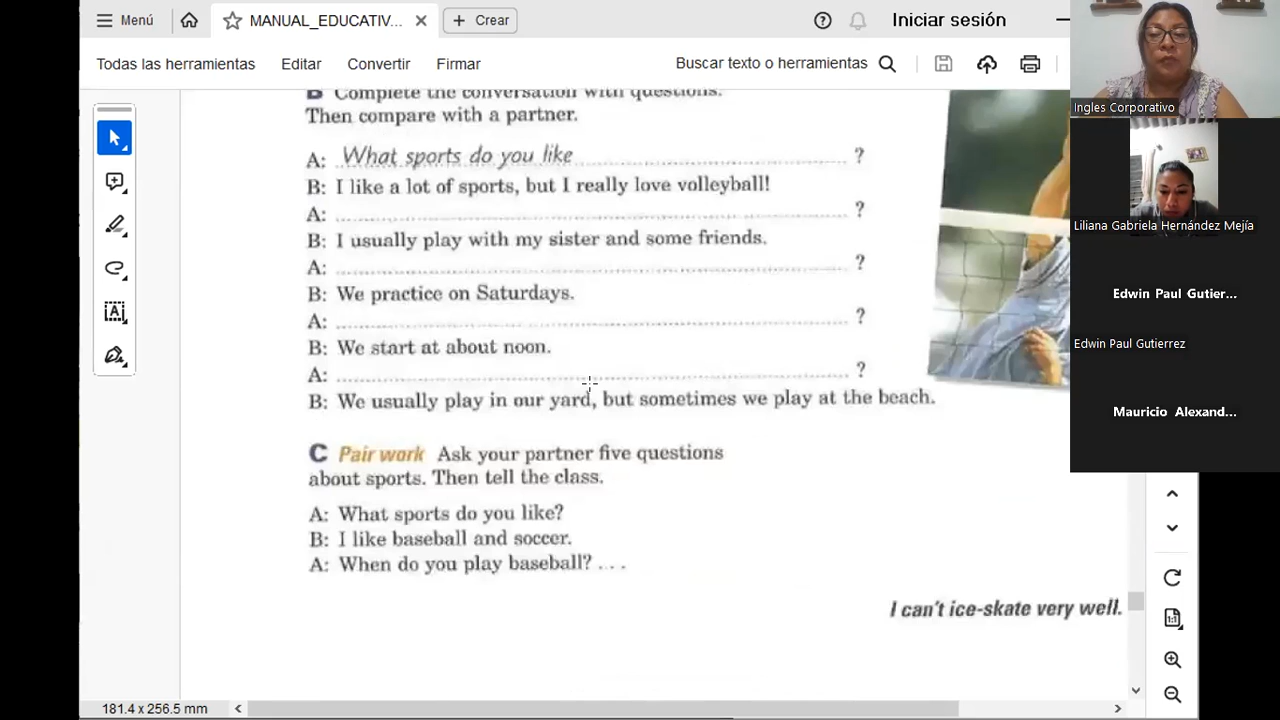 Menú
MANUAL_EDUCATIV...
Crear
Iniciar sesión
Todas las herramientas
Editar
Convertir
Firmar
Buscar texto o herramientas
B Complete the conversation with questions.
Then compare with a partner.
A: What sports do you like ?
B: I like a lot of sports, but I really love volleyball!
A: ?
B: I usually play with my sister and some friends.
A: ?
B: We practice on Saturdays.
A: ?
B: We start at about noon.
A: ?
B: We usually play in our yard, but sometimes we play at the beach.
C Pair work Ask your partner five questions
about sports. Then tell the class.
A: What sports do you like?
B: I like baseball and soccer.
A: When do you play baseball? . . .
I can't ice-skate very well.
181.4 x 256.5 mm
Ingles Corporativo
Liliana Gabriela Hernández Mejía
Edwin Paul Gutier...
Edwin Paul Gutierrez
Mauricio Alexand...
1:1